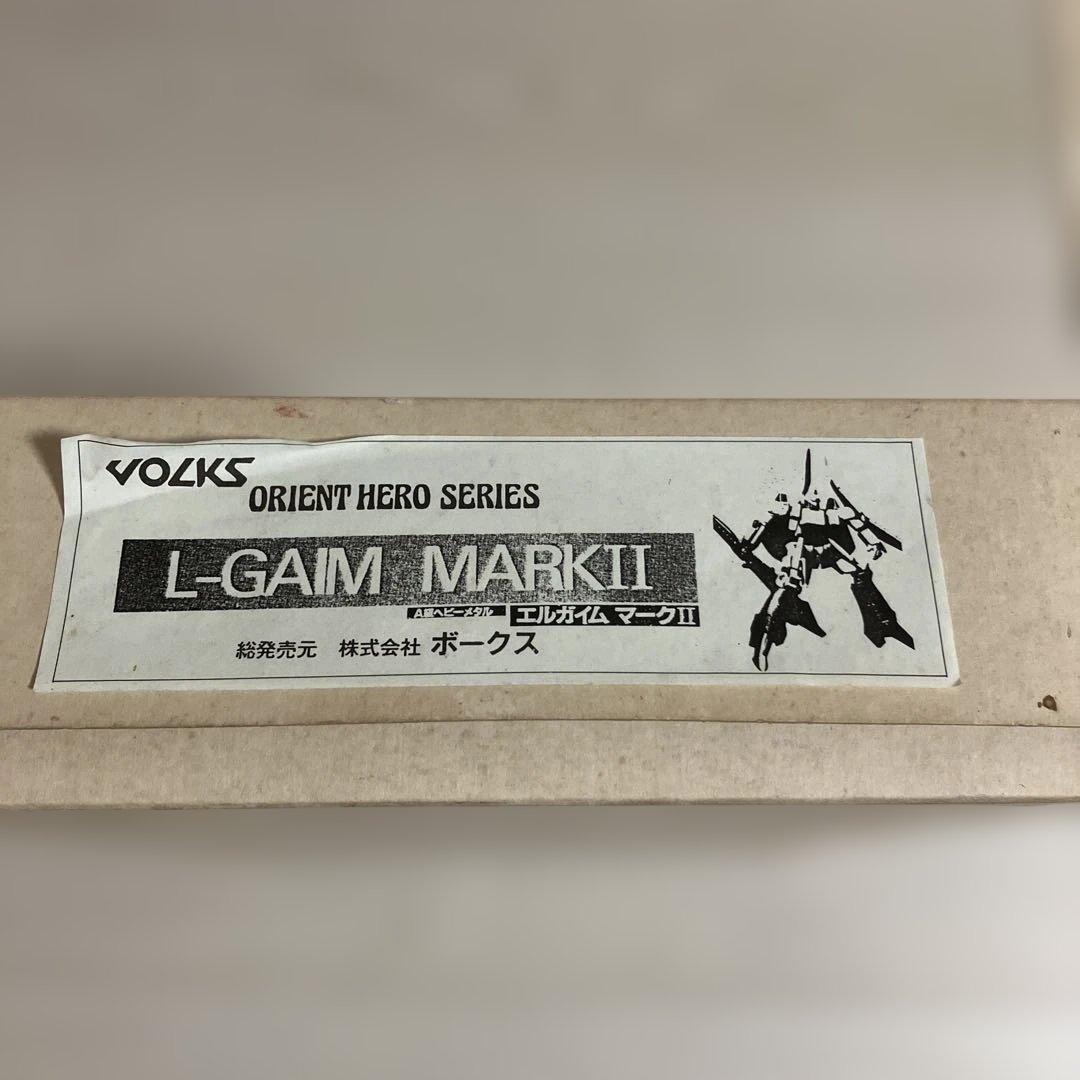 VOLKS
ORIENT HERO SERIES
L-GAIM MARKII
A級ヘビーメタル エルガイム マークII
総発売元 株式会社 ボークス